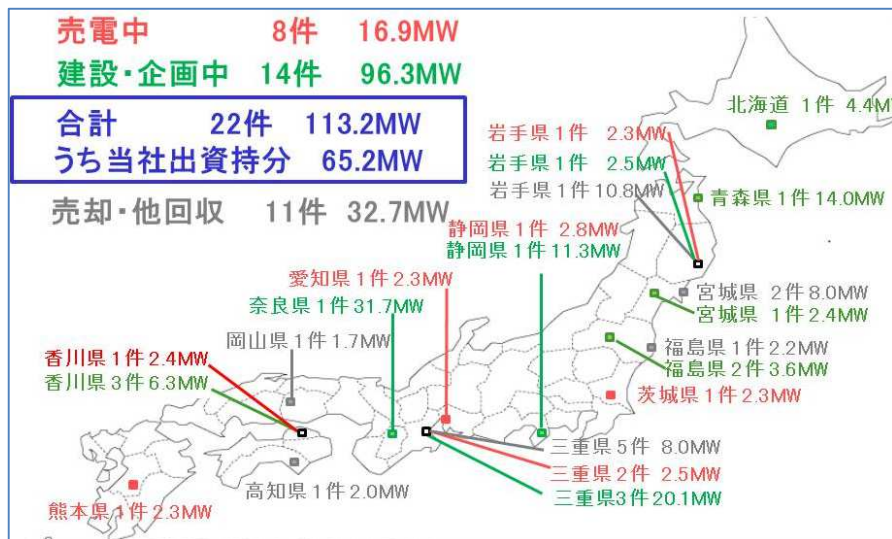 売電中 8件 16.9MW
建設・企画中 14件 96.3MW
合計 22件 113.2MW
うち当社出資持分 65.2MW
売却・他回収 11件 32.7MW
北海道 1件 4.4M
岩手県1件 2.3MW
岩手県1件 2.5MW
岩手県1件10.8MW
青森県1件14.0MW
静岡県1件 2.8MW
静岡県1件11.3MW
愛知県1件2.3MW
奈良県1件31.7MW
岡山県1件1.7MW
宮城県 2件8.0MW
宮城県 1件2.4MW
福島県1件2.2MW
福島県2件3.6MW
香川県1件2.4MW
香川県3件6.3MW
茨城県1件2.3MW
三重県5件 8.0MW
三重県2件 2.5MW
三重県3件20.1MW
高知県1件2.0MW
熊本県1件2.3MW